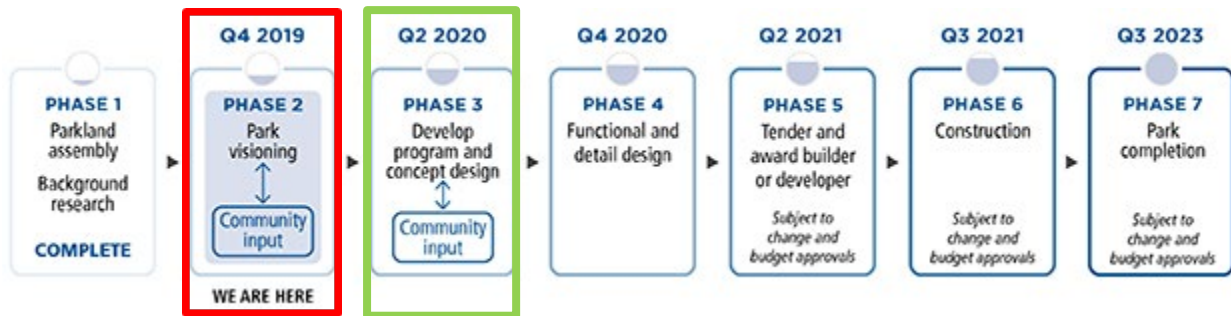 Q4 2019
Q2 2020
Q4 2020
Q2 2021
Q3 2021
Q3 2023
PHASE 1
Parkland
assembly
Background
research
COMPLETE
PHASE 2
Park
visioning
Community
input
WE ARE HERE
PHASE 3
Develop
program and
concept design
Community
input
PHASE 4
Functional and
detail design
PHASE 5
Tender and
award builder
or developer
Subject to
change and
budget approvals
PHASE 6
Construction
Subject to
change and
budget approvals
PHASE 7
Park
completion
Subject to
change and
budget approvals